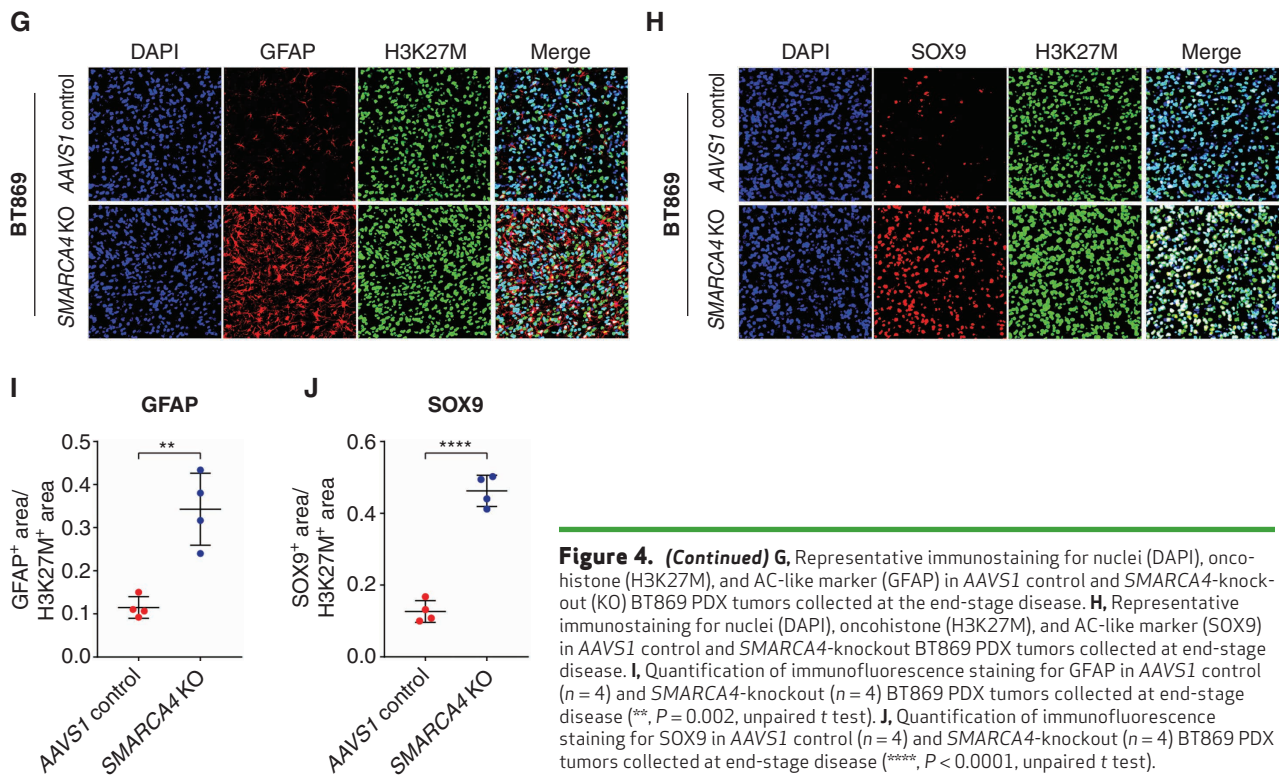 G
DAPI GFAP H3K27M Merge
BT869
AAVS1 control
SMARCA4 KO
H
DAPI SOX9 H3K27M Merge
BT869
AAVS1 control
SMARCA4 KO
I
GFAP
GFAP+ area/
H3K27M+ area
0.5
0.4
0.3
0.2
0.1
0.0
**
AAVS1 control
SMARCA4 KO
J
SOX9
SOX9+ area/
H3K27M+ area
0.6
0.4
0.2
0.0
****
AAVS1 control
SMARCA4 KO
Figure 4. (Continued) G, Representative immunostaining for nuclei (DAPI), onco-
histone (H3K27M), and AC-like marker (GFAP) in AAVS1 control and SMARCA4-knock-
out (KO) BT869 PDX tumors collected at the end-stage disease. H, Representative
immunostaining for nuclei (DAPI), oncohistone (H3K27M), and AC-like marker (SOX9)
in AAVS1 control and SMARCA4-knockout BT869 PDX tumors collected at end-stage
disease. I, Quantification of immunofluorescence staining for GFAP in AAVS1 control
(n = 4) and SMARCA4-knockout (n = 4) BT869 PDX tumors collected at end-stage
disease (**, P = 0.002, unpaired t test). J, Quantification of immunofluorescence
staining for SOX9 in AAVS1 control (n = 4) and SMARCA4-knockout (n = 4) BT869 PDX
tumors collected at end-stage disease (****, P < 0.0001, unpaired t test).